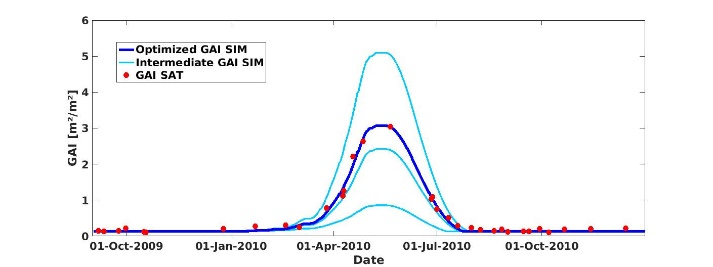 6
5
4
3
2
1
0
GAI [m²/m²]
Optimized GAI SIM
Intermediate GAI SIM
GAI SAT
01-Oct-2009 01-Jan-2010 01-Apr-2010 01-Jul-2010 01-Oct-2010
Date